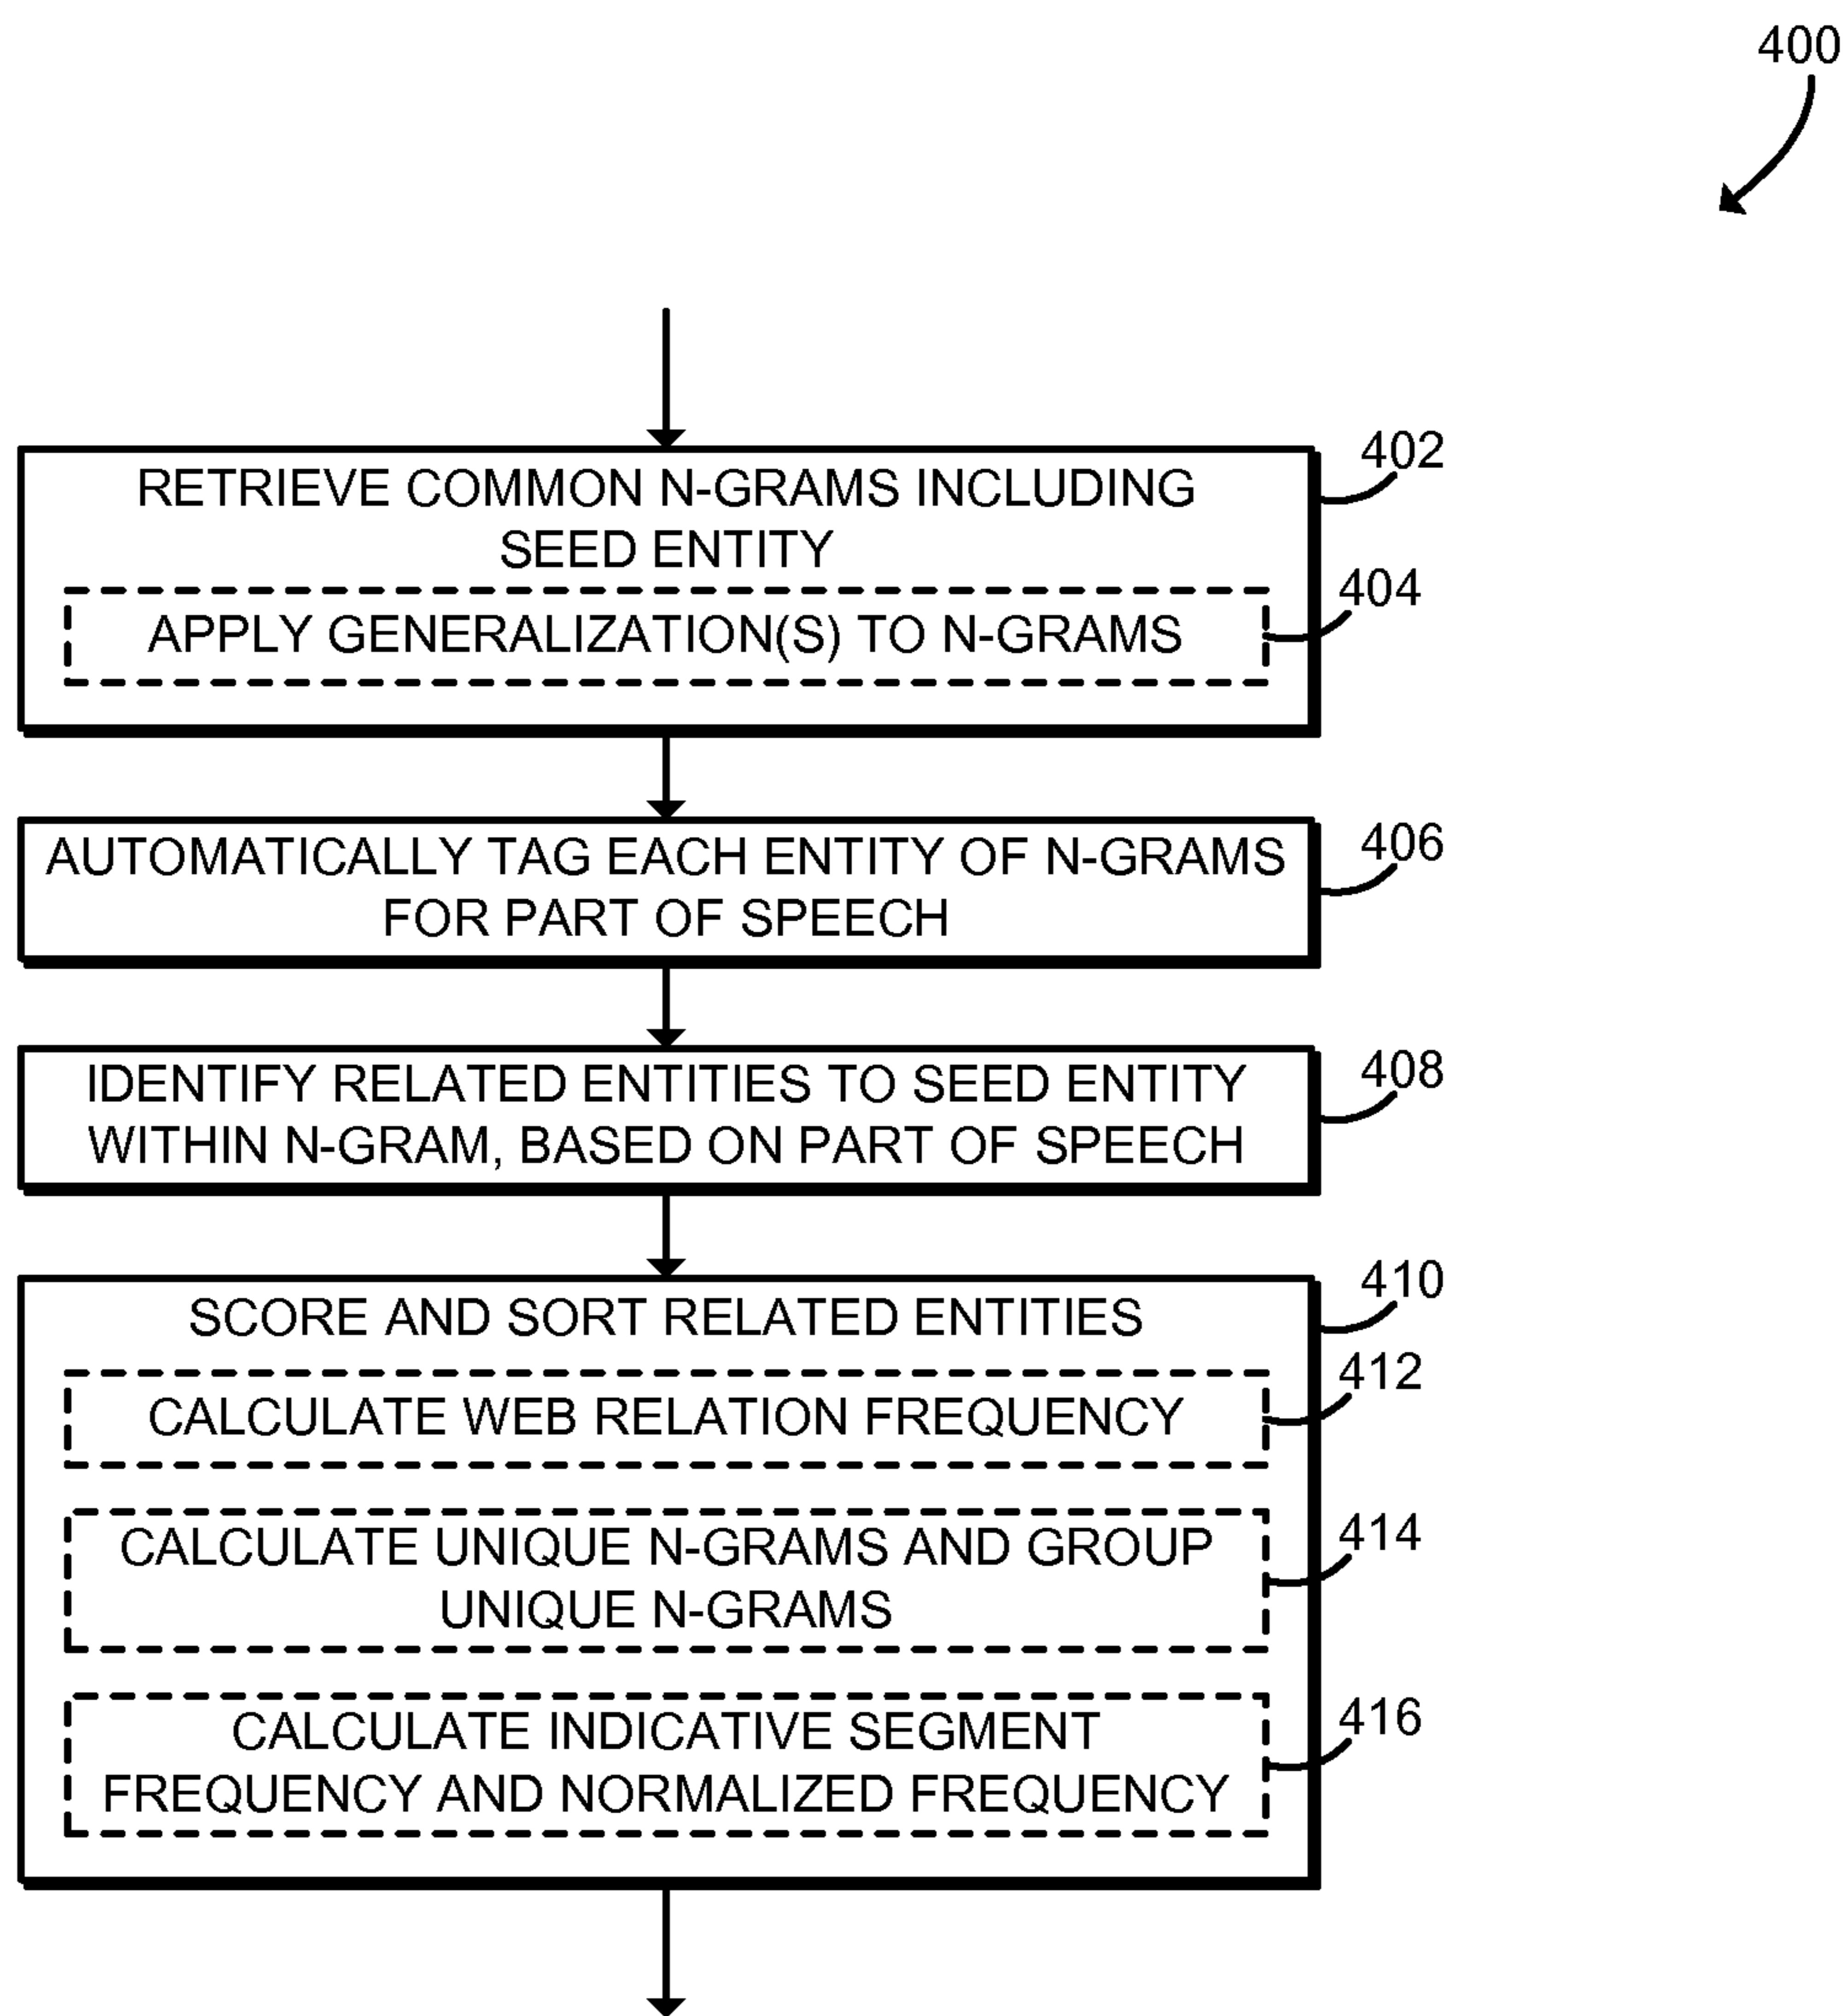 400
RETRIEVE COMMON N-GRAMS INCLUDING
SEED ENTITY
402
APPLY GENERALIZATION(S) TO N-GRAMS
404
AUTOMATICALLY TAG EACH ENTITY OF N-GRAMS
FOR PART OF SPEECH
406
IDENTIFY RELATED ENTITIES TO SEED ENTITY
WITHIN N-GRAM, BASED ON PART OF SPEECH
408
SCORE AND SORT RELATED ENTITIES
410
CALCULATE WEB RELATION FREQUENCY
412
CALCULATE UNIQUE N-GRAMS AND GROUP
UNIQUE N-GRAMS
414
CALCULATE INDICATIVE SEGMENT
FREQUENCY AND NORMALIZED FREQUENCY
416